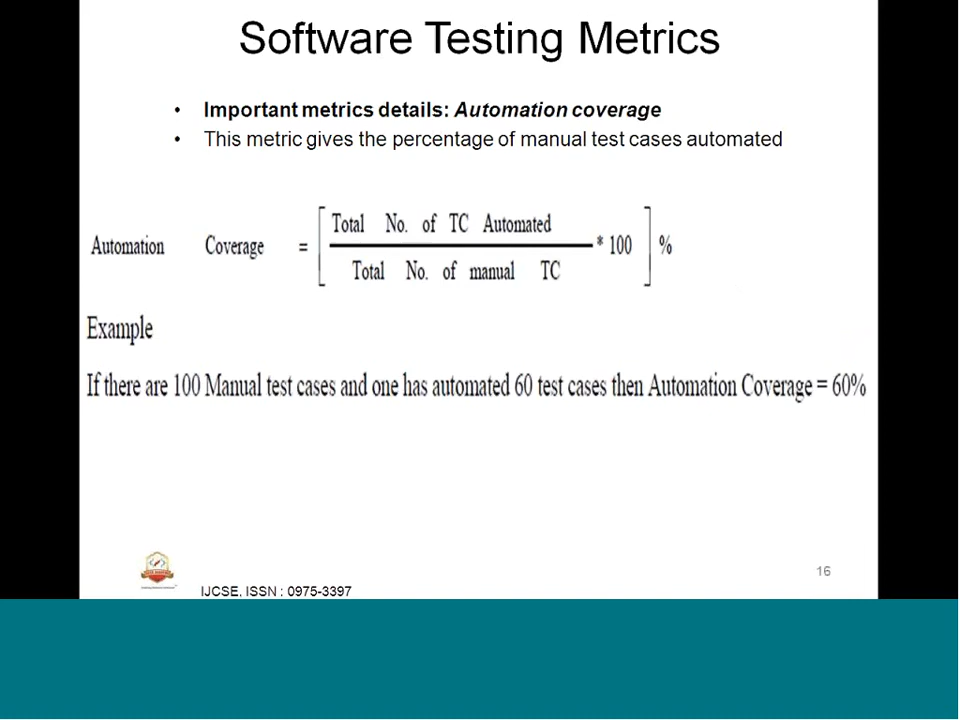 Software Testing Metrics
• Important metrics details: Automation coverage
• This metric gives the percentage of manual test cases automated
Total No. of TC Automated
Automation Coverage = [ ] * 100 %
Total No. of manual TC
Example
If there are 100 Manual test cases and one has automated 60 test cases then Automation Coverage = 60%
16
IJCSE, ISSN : 0975-3397